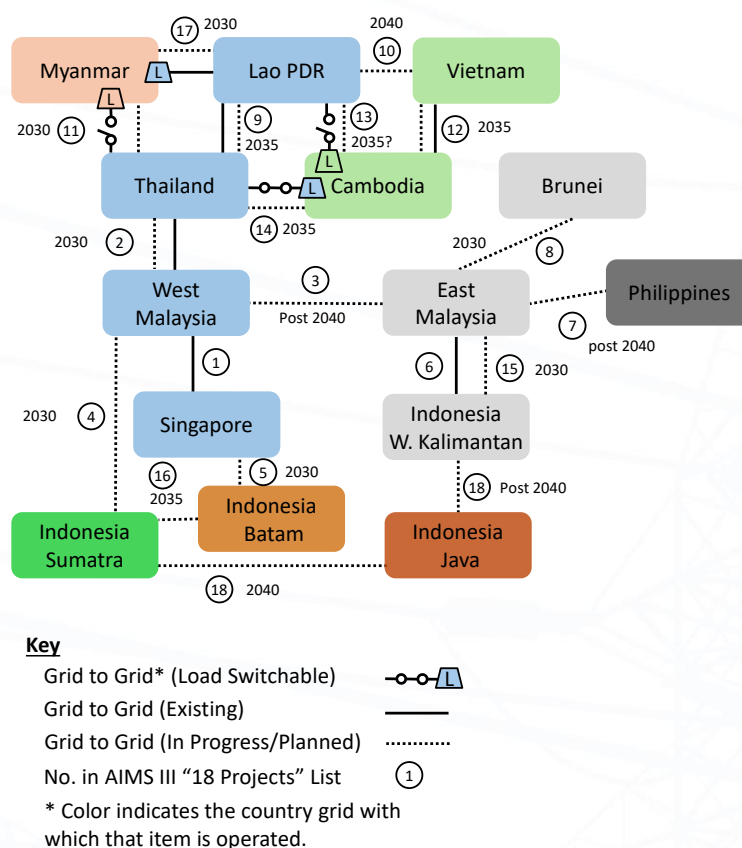 17
2030
2040
10
Myanmar
L
Lao PDR
Vietnam
L
2030
11
9
2035
13
2035?
12
2035
L
Thailand
L
Cambodia
Brunei
14
2035
2030
2
2030
8
3
Post 2040
West
Malaysia
East
Malaysia
Philippines
7
post 2040
1
6
15
2030
2030
4
Singapore
Indonesia
W. Kalimantan
16
2035
5
2030
18
Post 2040
Indonesia
Batam
Indonesia
Sumatra
Indonesia
Java
18
2040
Key
Grid to Grid* (Load Switchable)
L
Grid to Grid (Existing)
Grid to Grid (In Progress/Planned)
No. in AIMS III “18 Projects” List
1
* Color indicates the country grid with
which that item is operated.